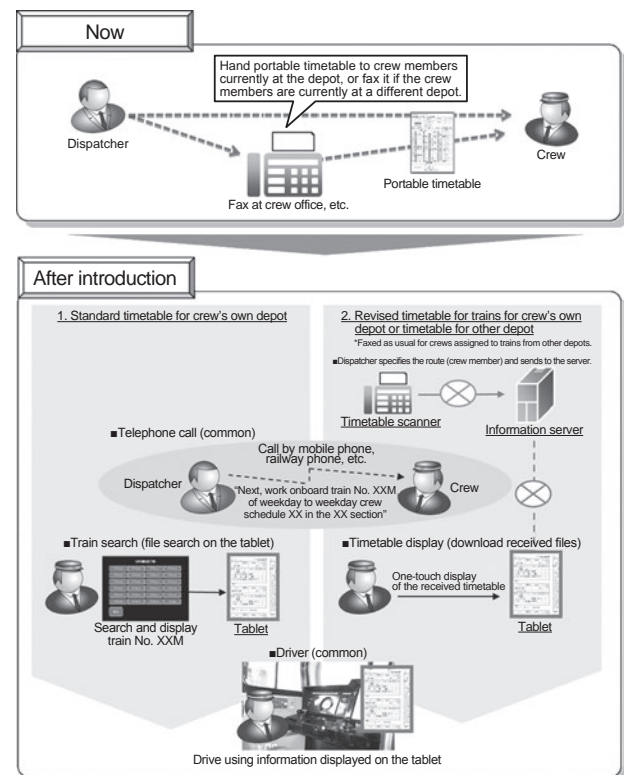 Now
Hand portable timetable to crew members
currently at the depot, or fax it if the crew
members are currently at a different depot.
Dispatcher
Crew
Portable timetable
Fax at crew office, etc.
After introduction
1. Standard timetable for crew's own depot
2. Revised timetable for trains for crew's own
depot or timetable for other depot
*Faxed as usual for crews assigned to trains from other depots.
■Dispatcher specifies the route (crew member) and sends to the server.
Timetable scanner
Information server
■Telephone call (common)
Call by mobile phone,
railway phone, etc.
Dispatcher
Crew
"Next, work onboard train No. XXM
of weekday to weekday crew
schedule XX in the XX section"
■Train search (file search on the tablet)
Search and display
train No. XXM
Tablet
■Timetable display (download received files)
One-touch display
of the received timetable
Tablet
■Driver (common)
Drive using information displayed on the tablet